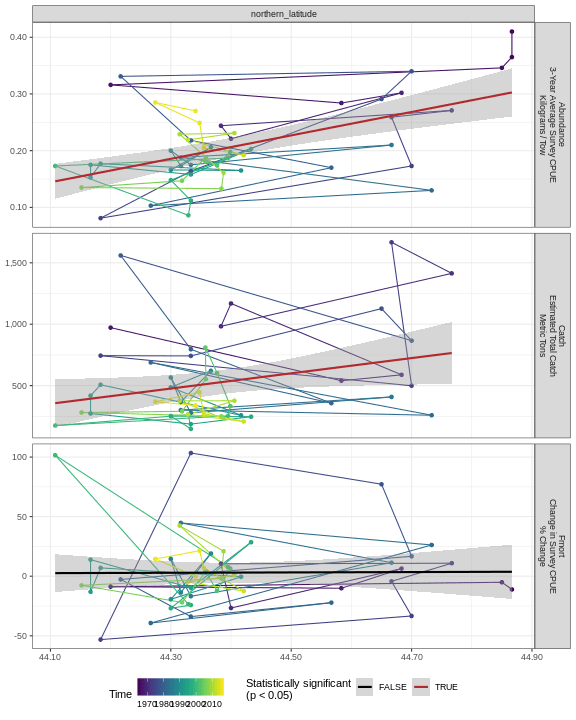 northern_latitude
0.40
0.30
0.20
0.10
Abundance
3-Year Average Survey CPUE
Kilograms/Tow
1,500
1,000
500
Catch
Estimated Total Catch
Metric Tons
100
50
0
-50
Fmort
Change in Survey CPUE
% Change
44.10 44.30 44.50 44.70 44.90
Time
1970 1980 1990 2000 2010
Statistically significant
(p < 0.05)
FALSE
TRUE